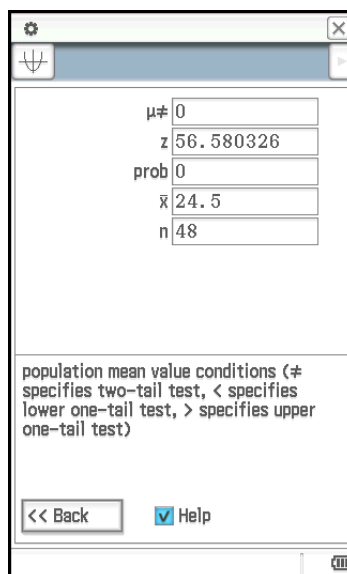 μ≠ 0
z 56.580326
prob 0
x̄ 24.5
n 48
population mean value conditions (≠
specifies two-tail test, < specifies
lower one-tail test, > specifies upper
one-tail test)
<< Back Help